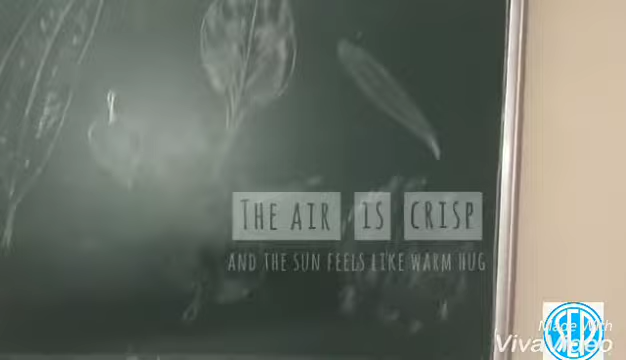 THE AIR IS CRISP
AND THE SUN FEELS LIKE WARM HUG
Made With
VivaVideo